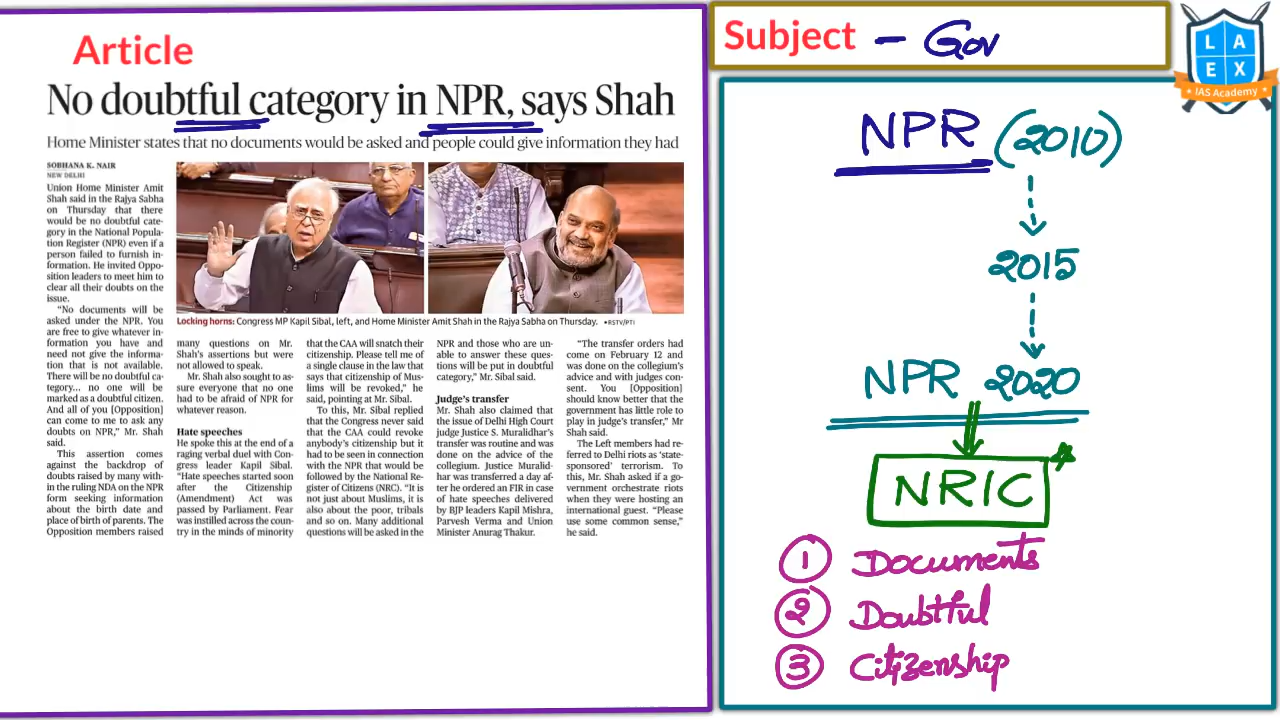 Article
No doubtful category in NPR, says Shah
Home Minister states that no documents would be asked and people could give information they had
SOBHANA K. NAIR
NEW DELHI
Union Home Minister Amit
Shah said in the Rajya Sabha
on Thursday that there
would be no doubtful cate-
gory in the National Popula-
tion Register (NPR) even if a
person failed to furnish in-
formation. He invited Oppo-
sition leaders to meet him to
clear all their doubts on the
issue.
"No documents will be
asked under the NPR. You
are free to give whatever in-
formation you have and
need not give the informa-
tion that is not available.
There will be no doubtful ca-
tegory... no one will be
marked as a doubtful citizen.
And all of you [Opposition]
can come to me to ask any
doubts on NPR," Mr. Shah
said.
This assertion comes
against the backdrop of
doubts raised by many with-
in the ruling NDA on the NPR
form seeking information
about the birth date and
place of birth of parents. The
Opposition members raised
Locking horns: Congress MP Kapil Sibal, left, and Home Minister Amit Shah in the Rajya Sabha on Thursday. •RSTV/PTI
many questions on Mr.
Shah's assertions but were
not allowed to speak.
Mr. Shah also sought to as-
sure everyone that no one
had to be afraid of NPR for
whatever reason.
Hate speeches
He spoke this at the end of a
raging verbal duel with Con-
gress leader Kapil Sibal.
"Hate speeches started soon
after the Citizenship
(Amendment) Act was
passed by Parliament. Fear
was instilled across the coun-
try in the minds of minority
that the CAA will snatch their
citizenship. Please tell me of
a single clause in the law that
says that citizenship of Mus-
lims will be revoked," he
said, pointing at Mr. Sibal.
To this, Mr. Sibal replied
that the Congress never said
that the CAA could revoke
anybody's citizenship but it
had to be seen in connection
with the NPR that would be
followed by the National Re-
gister of Citizens (NRC). "It is
not just about Muslims, it is
also about the poor, tribals
and so on. Many additional
questions will be asked in the
NPR and those who are un-
able to answer these ques-
tions will be put in doubtful
category," Mr. Sibal said.
Judge's transfer
Mr. Shah also claimed that
the issue of Delhi High Court
judge Justice S. Muralidhar's
transfer was routine and was
done on the advice of the
collegium. Justice Muralid-
har was transferred a day af-
ter he ordered an FIR in case
of hate speeches delivered
by BJP leaders Kapil Mishra,
Parvesh Verma and Union
Minister Anurag Thakur.
"The transfer orders had
come on February 12 and
was done on the collegium's
advice and with judges con-
sent. You [Opposition]
should know better that the
government has little role to
play in judge's transfer," Mr
Shah said.
The Left members had re-
ferred to Delhi riots as 'state-
sponsored' terrorism. To
this, Mr. Shah asked if a go-
vernment orchestrate riots
when they were hosting an
international guest. "Please
use some common sense,"
he said.
Subject - Gov
LAEX
IAS Academy
NPR (2010)
2015
NPR 2020
NRIC *
1 Documents
2 Doubtful
3 Citizenship